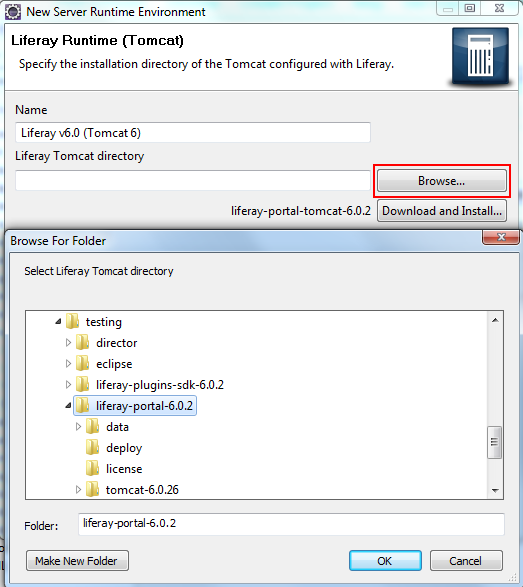 New Server Runtime Environment
Liferay Runtime (Tomcat)
Specify the installation directory of the Tomcat configured with Liferay.
Name
Liferay v6.0 (Tomcat 6)
Liferay Tomcat directory
Browse...
liferay-portal-tomcat-6.0.2 Download and Install...
Browse For Folder
Select Liferay Tomcat directory
testing
director
eclipse
liferay-plugins-sdk-6.0.2
liferay-portal-6.0.2
data
deploy
license
tomcat-6.0.26
Folder: liferay-portal-6.0.2
Make New Folder OK Cancel